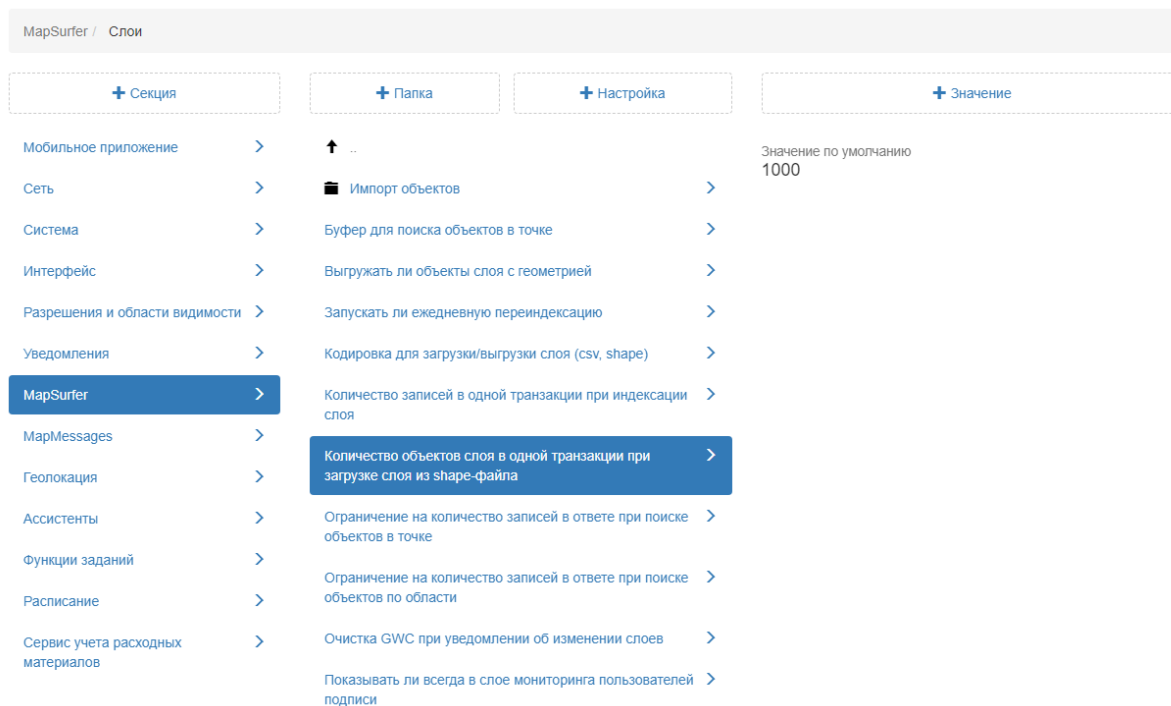 MapSurfer / Слои
+ Секция
+ Папка
+ Настройка
+ Значение
Мобильное приложение
Сеть
Система
Интерфейс
Разрешения и области видимости
Уведомления
MapSurfer
MapMessages
Геолокация
Ассистенты
Функции заданий
Расписание
Сервис учета расходных
материалов
..
Импорт объектов
Буфер для поиска объектов в точке
Выгружать ли объекты слоя с геометрией
Запускать ли ежедневную переиндексацию
Кодировка для загрузки/выгрузки слоя (csv, shape)
Количество записей в одной транзакции при индексации
слоя
Количество объектов слоя в одной транзакции при
загрузке слоя из shape-файла
Ограничение на количество записей в ответе при поиске
объектов в точке
Ограничение на количество записей в ответе при поиске
объектов по области
Очистка GWC при уведомлении об изменении слоев
Показывать ли всегда в слое мониторинга пользователей
подписи
Значение по умолчанию
1000